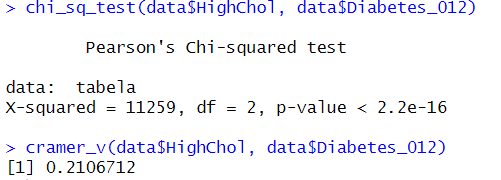 > chi_sq_test(data$HighChol, data$Diabetes_012)
Pearson's Chi-squared test
data:  tabela
X-squared = 11259, df = 2, p-value < 2.2e-16
> cramer_v(data$HighChol, data$Diabetes_012)
[1] 0.2106712